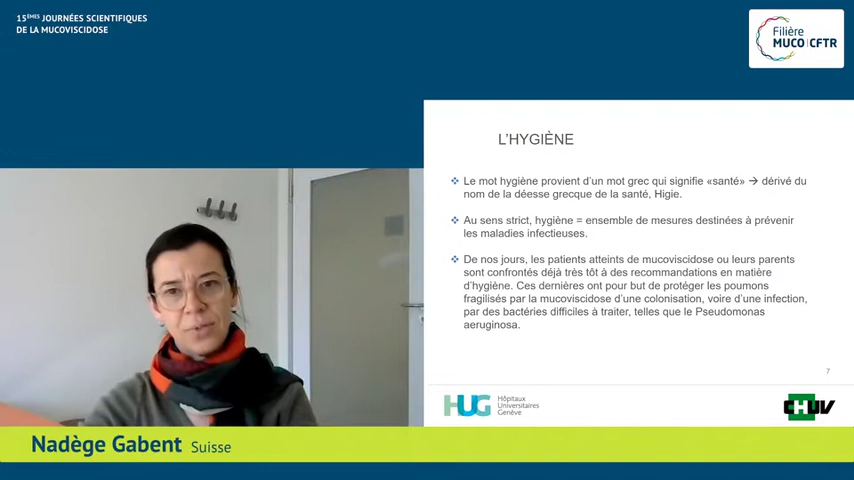 15ÈMES JOURNÉES SCIENTIFIQUES
DE LA MUCOVISCIDOSE
Filière
MUCO|CFTR
L'HYGIÈNE
❖ Le mot hygiène provient d'un mot grec qui signifie «santé» → dérivé du
nom de la déesse grecque de la santé, Higie.
❖ Au sens strict, hygiène = ensemble de mesures destinées à prévenir
les maladies infectieuses.
❖ De nos jours, les patients atteints de mucoviscidose ou leurs parents
sont confrontés déjà très tôt à des recommandations en matière
d'hygiène. Ces dernières ont pour but de protéger les poumons
fragilisés par la mucoviscidose d'une colonisation, voire d'une infection,
par des bactéries difficiles à traiter, telles que le Pseudomonas
aeruginosa.
7
HUG
Hôpitaux
Universitaires
Genève
CHUV
Nadège Gabent Suisse